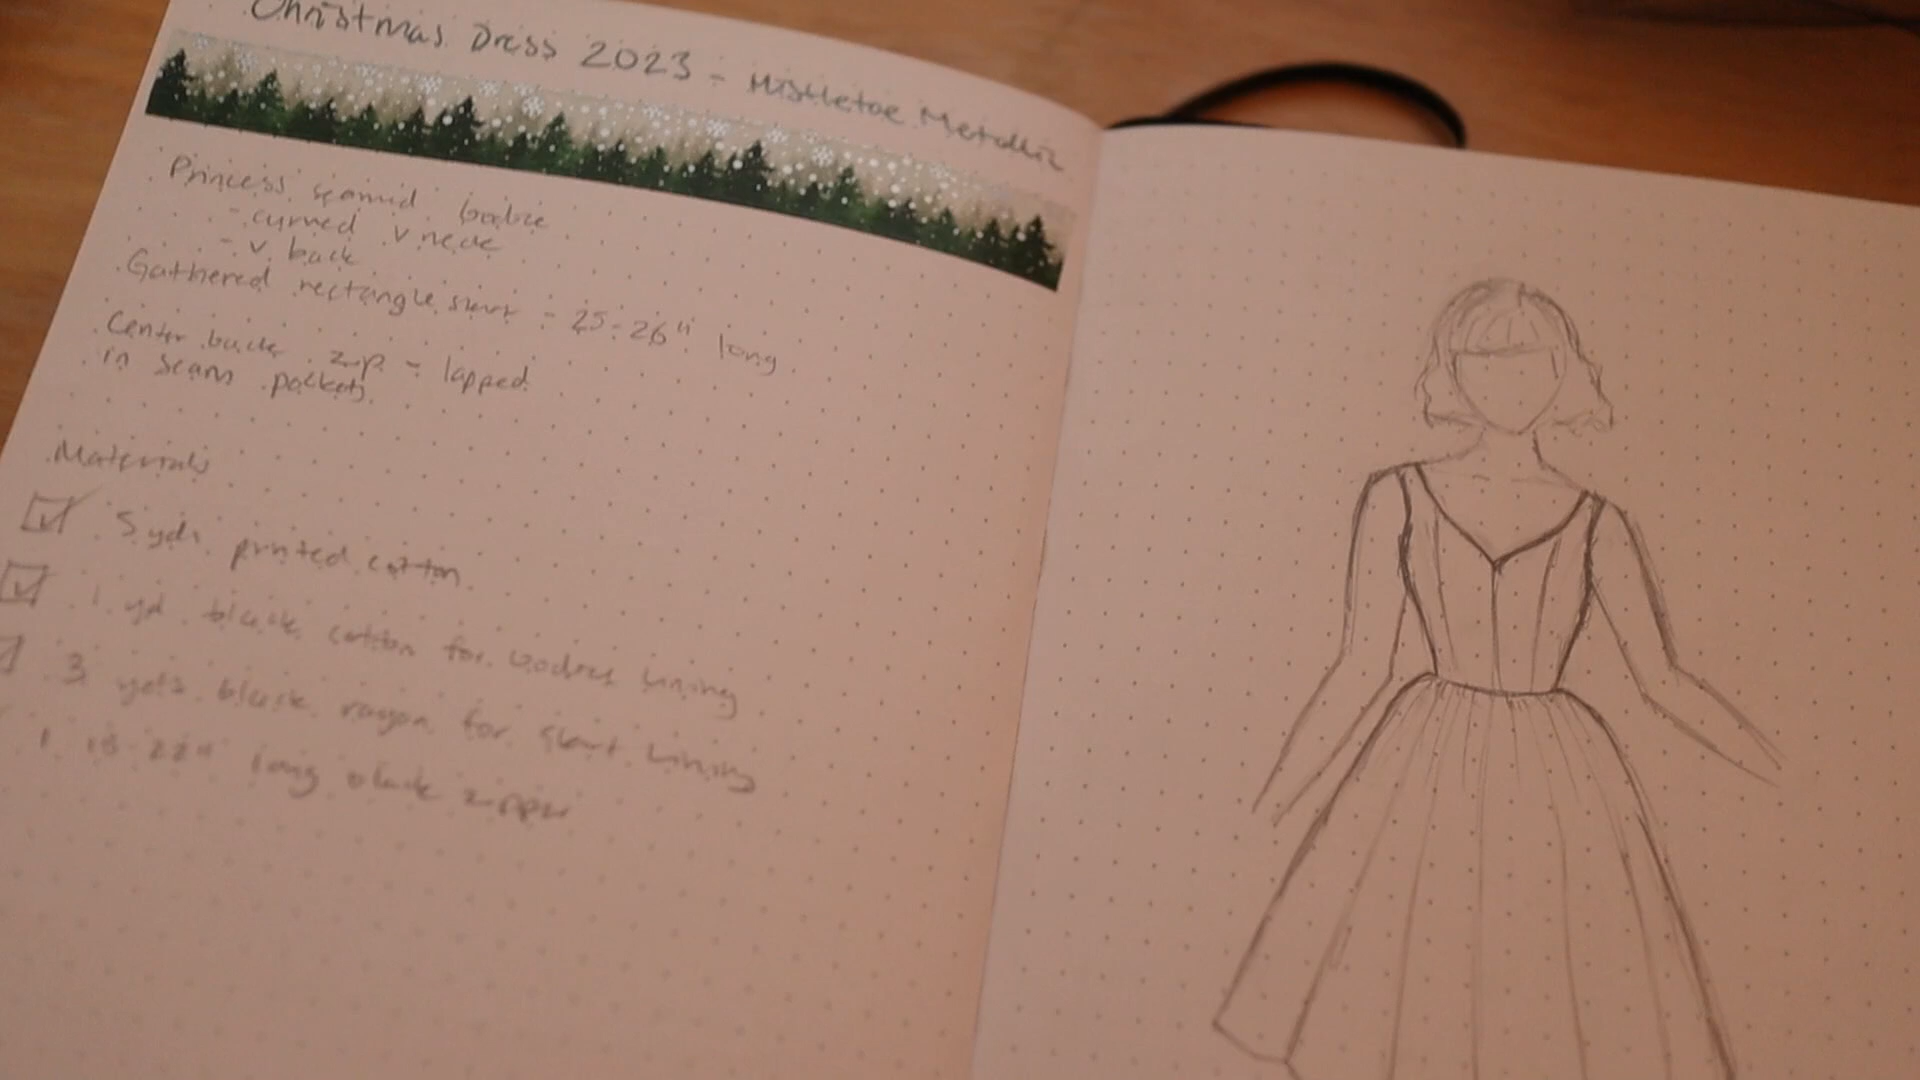 Christmas Dress 2023 - Mistletoe Metallic
Princess seamed bodice
- curved v neck
- v back
Gathered rectangle skirt - 25-26" long
Center back zip - lapped
in seam pockets
Materials
5 yds printed cotton
1 yd black cotton for bodice lining
3 yds black rayon for skirt lining
1 18-22" long black zipper